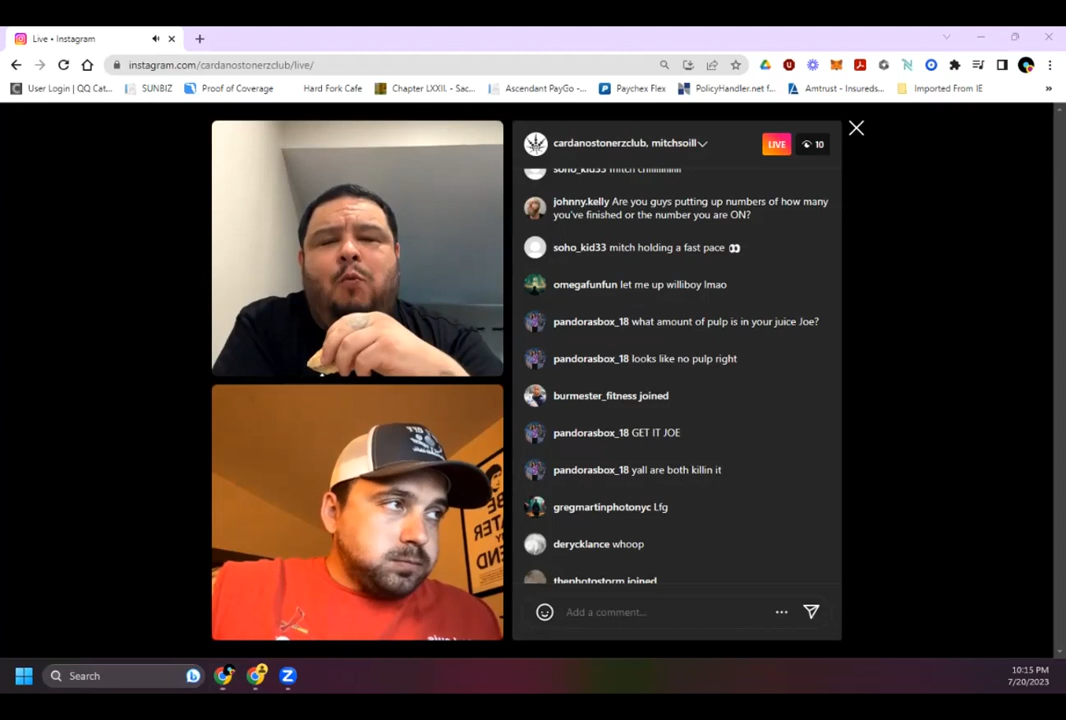 Live • Instagram
instagram.com/cardanostonerzclub/live/
User Login | QQ Cat...
SUNBIZ
Proof of Coverage
Hard Fork Cafe
Chapter LXXII. - Sac...
Ascendant PayGo -...
Paychex Flex
PolicyHandler.net f...
Amtrust - Insureds...
Imported From IE
»
cardanostonerzclub, mitchsoill
LIVE
10
soho_kid33 mitch
johnny.kelly Are you guys putting up numbers of how many
you've finished or the number you are ON?
soho_kid33 mitch holding a fast pace 👀
omegafunfun let me up williboy lmao
pandorasbox_18 what amount of pulp is in your juice Joe?
pandorasbox_18 looks like no pulp right
burmester_fitness joined
pandorasbox_18 GET IT JOE
pandorasbox_18 yall are both killin it
gregmartinphotonyc Lfg
derycklance whoop
thephotostorm joined
Add a comment...
Search
10:15 PM
7/20/2023